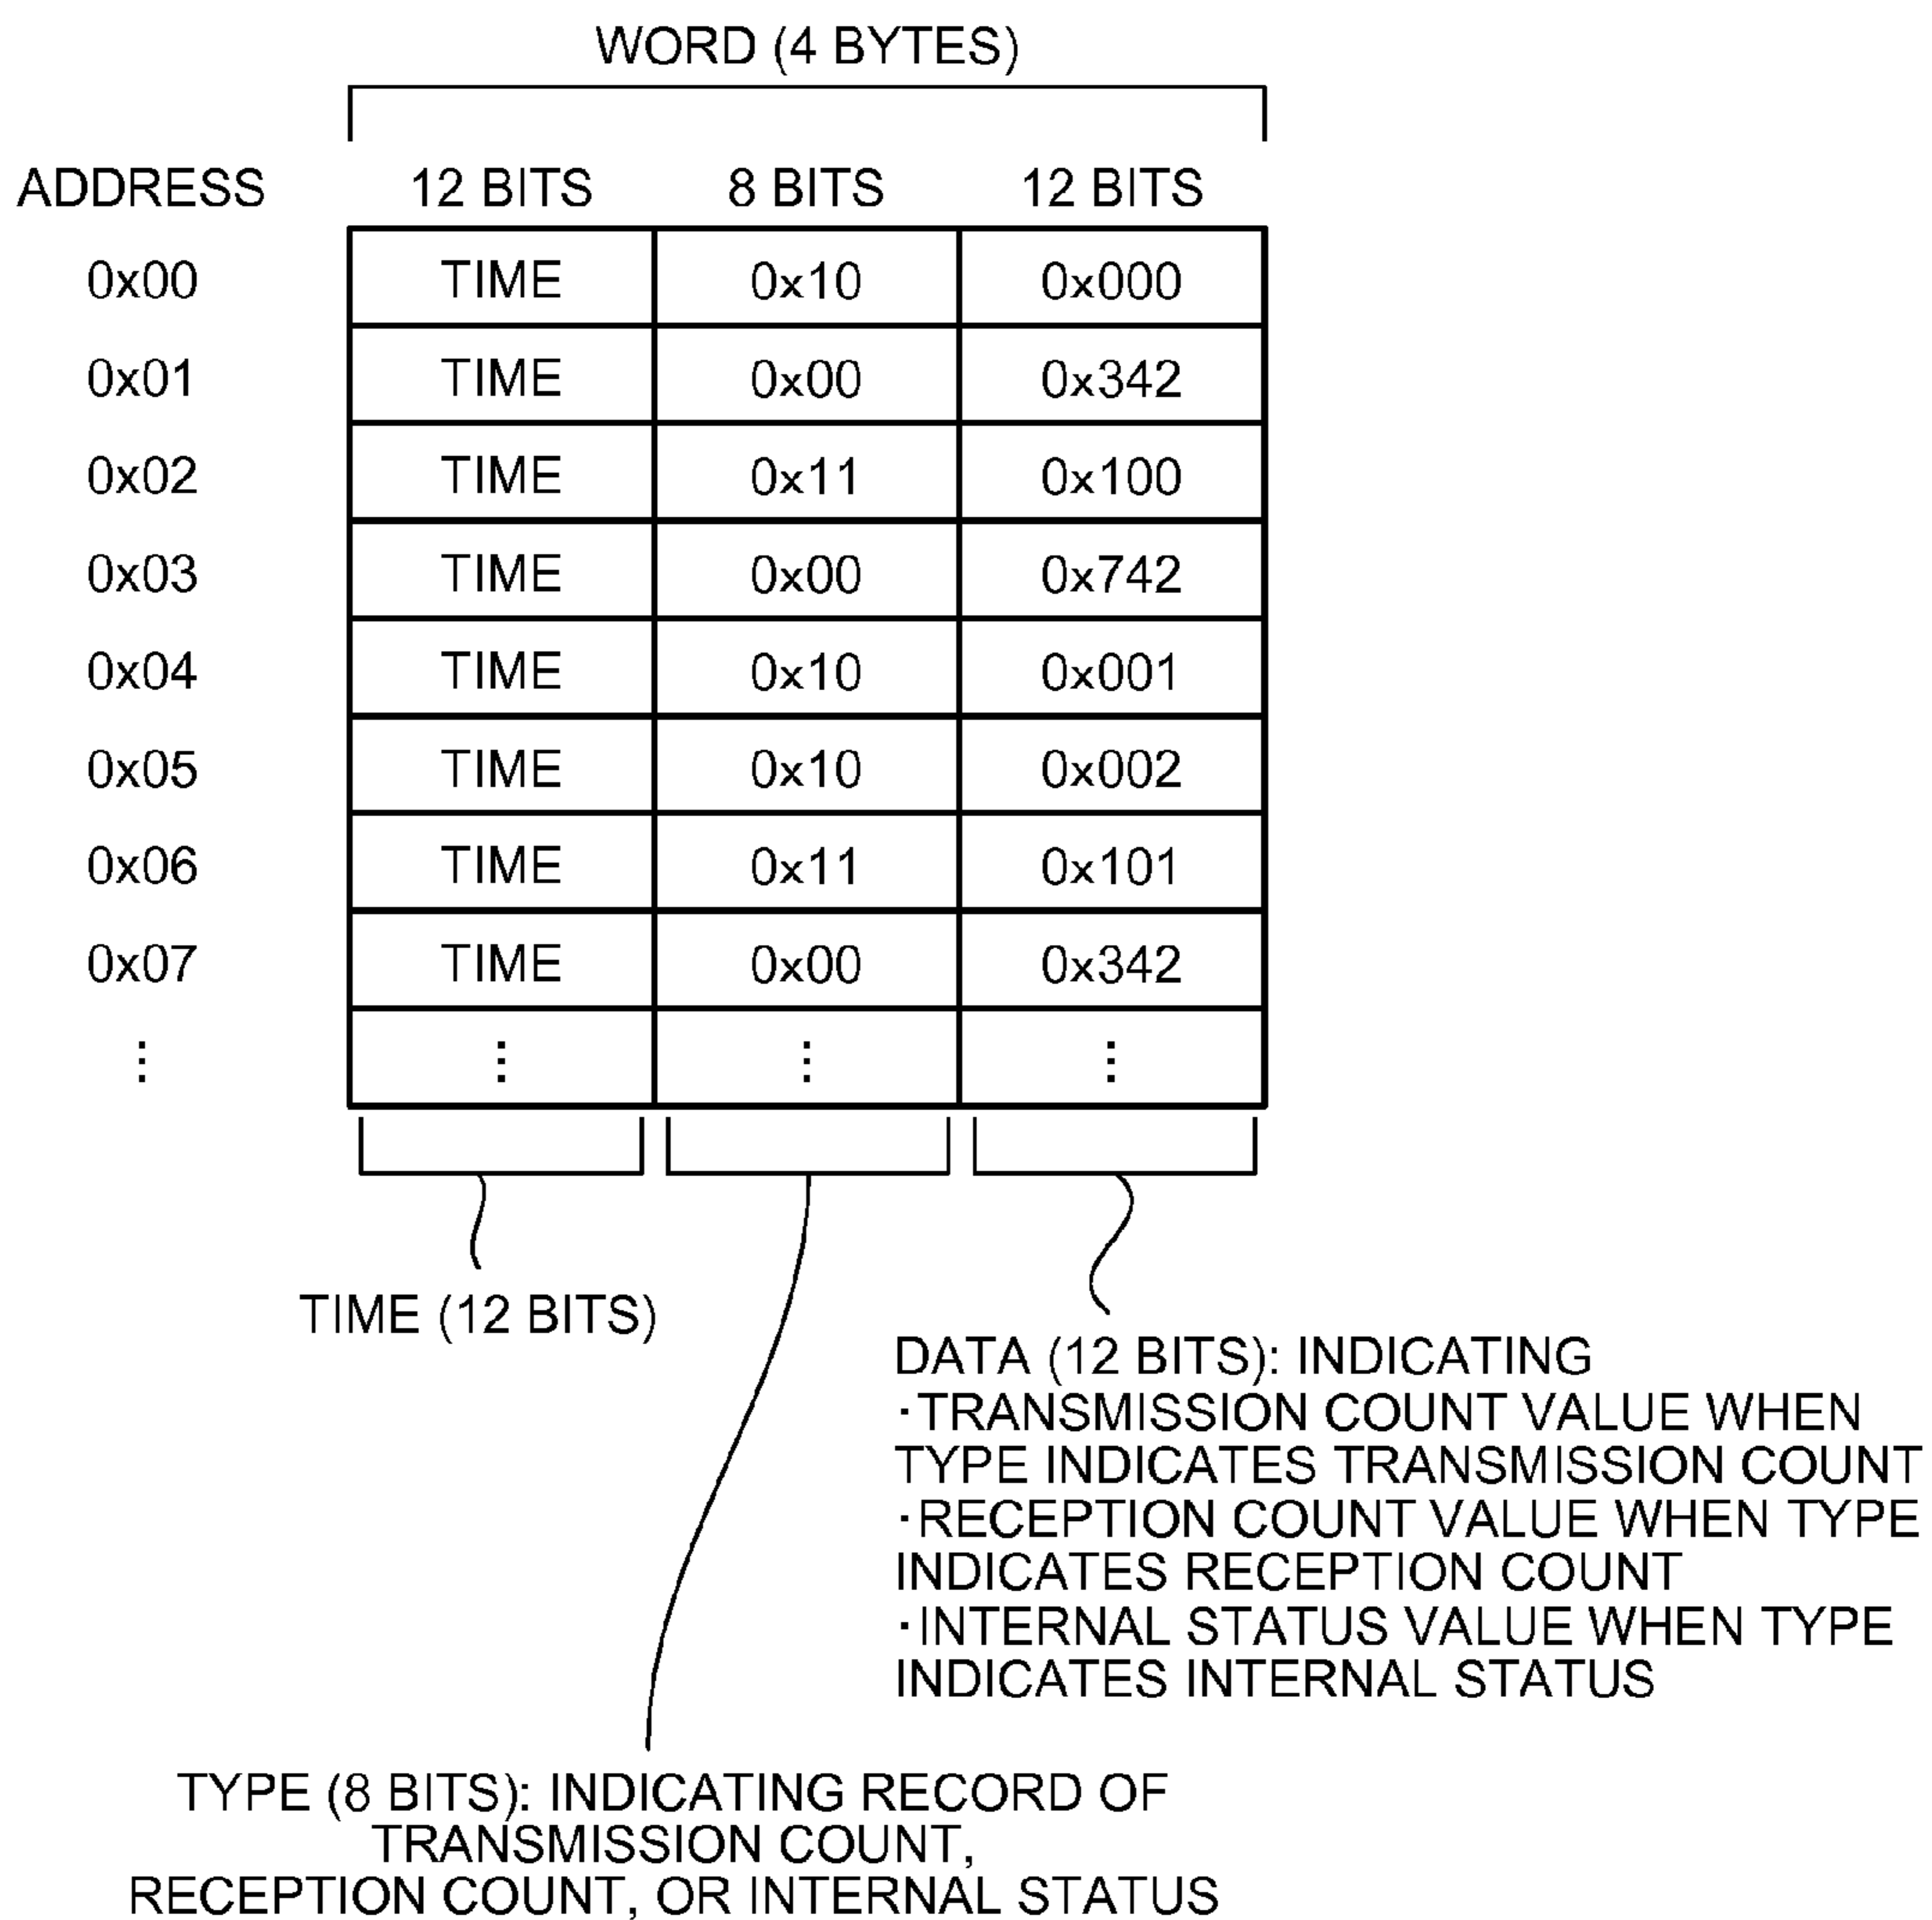 WORD (4 BYTES)
ADDRESS 12 BITS 8 BITS 12 BITS
0x00 TIME 0x10 0x000
0x01 TIME 0x00 0x342
0x02 TIME 0x11 0x100
0x03 TIME 0x00 0x742
0x04 TIME 0x10 0x001
0x05 TIME 0x10 0x002
0x06 TIME 0x11 0x101
0x07 TIME 0x00 0x342
⋮ ⋮ ⋮ ⋮
TIME (12 BITS)
DATA (12 BITS): INDICATING
·TRANSMISSION COUNT VALUE WHEN
TYPE INDICATES TRANSMISSION COUNT
·RECEPTION COUNT VALUE WHEN TYPE
INDICATES RECEPTION COUNT
·INTERNAL STATUS VALUE WHEN TYPE
INDICATES INTERNAL STATUS
TYPE (8 BITS): INDICATING RECORD OF
TRANSMISSION COUNT,
RECEPTION COUNT, OR INTERNAL STATUS